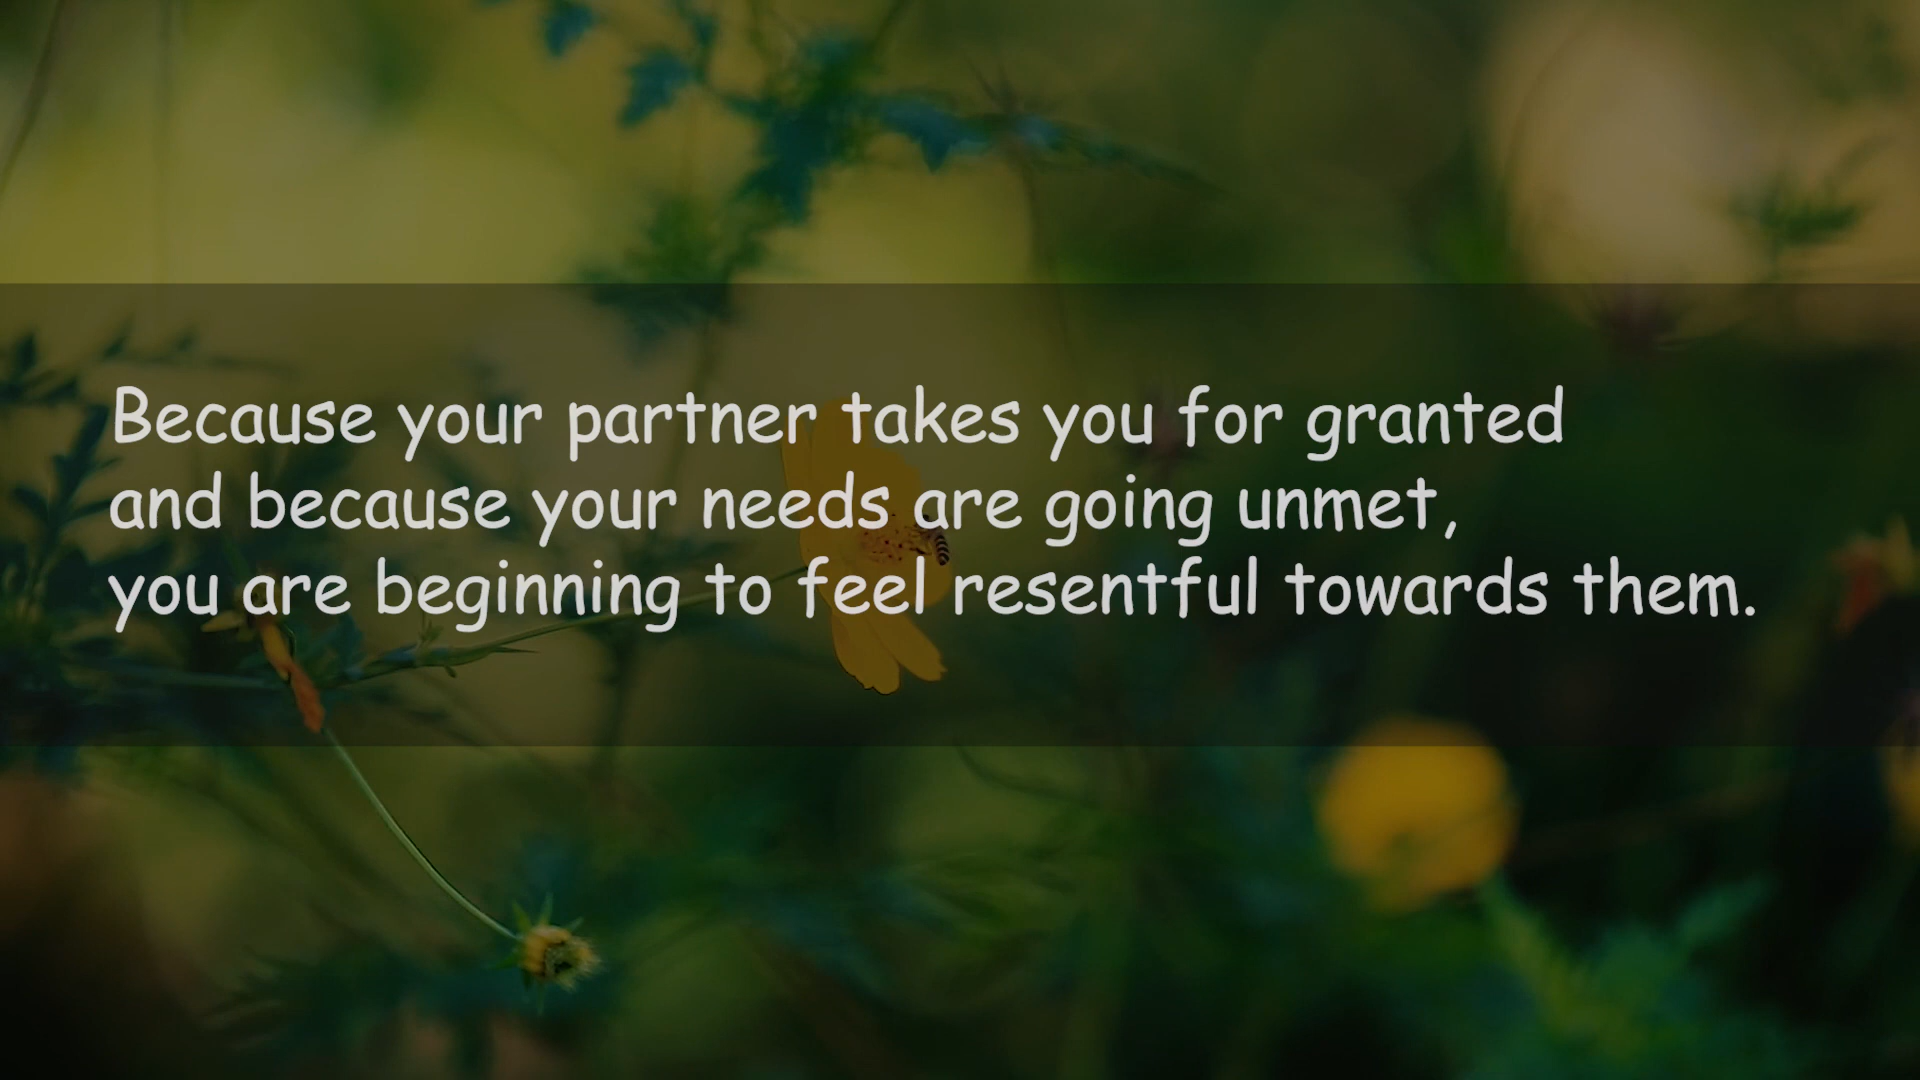 Because your partner takes you for granted
and because your needs are going unmet,
you are beginning to feel resentful towards them.